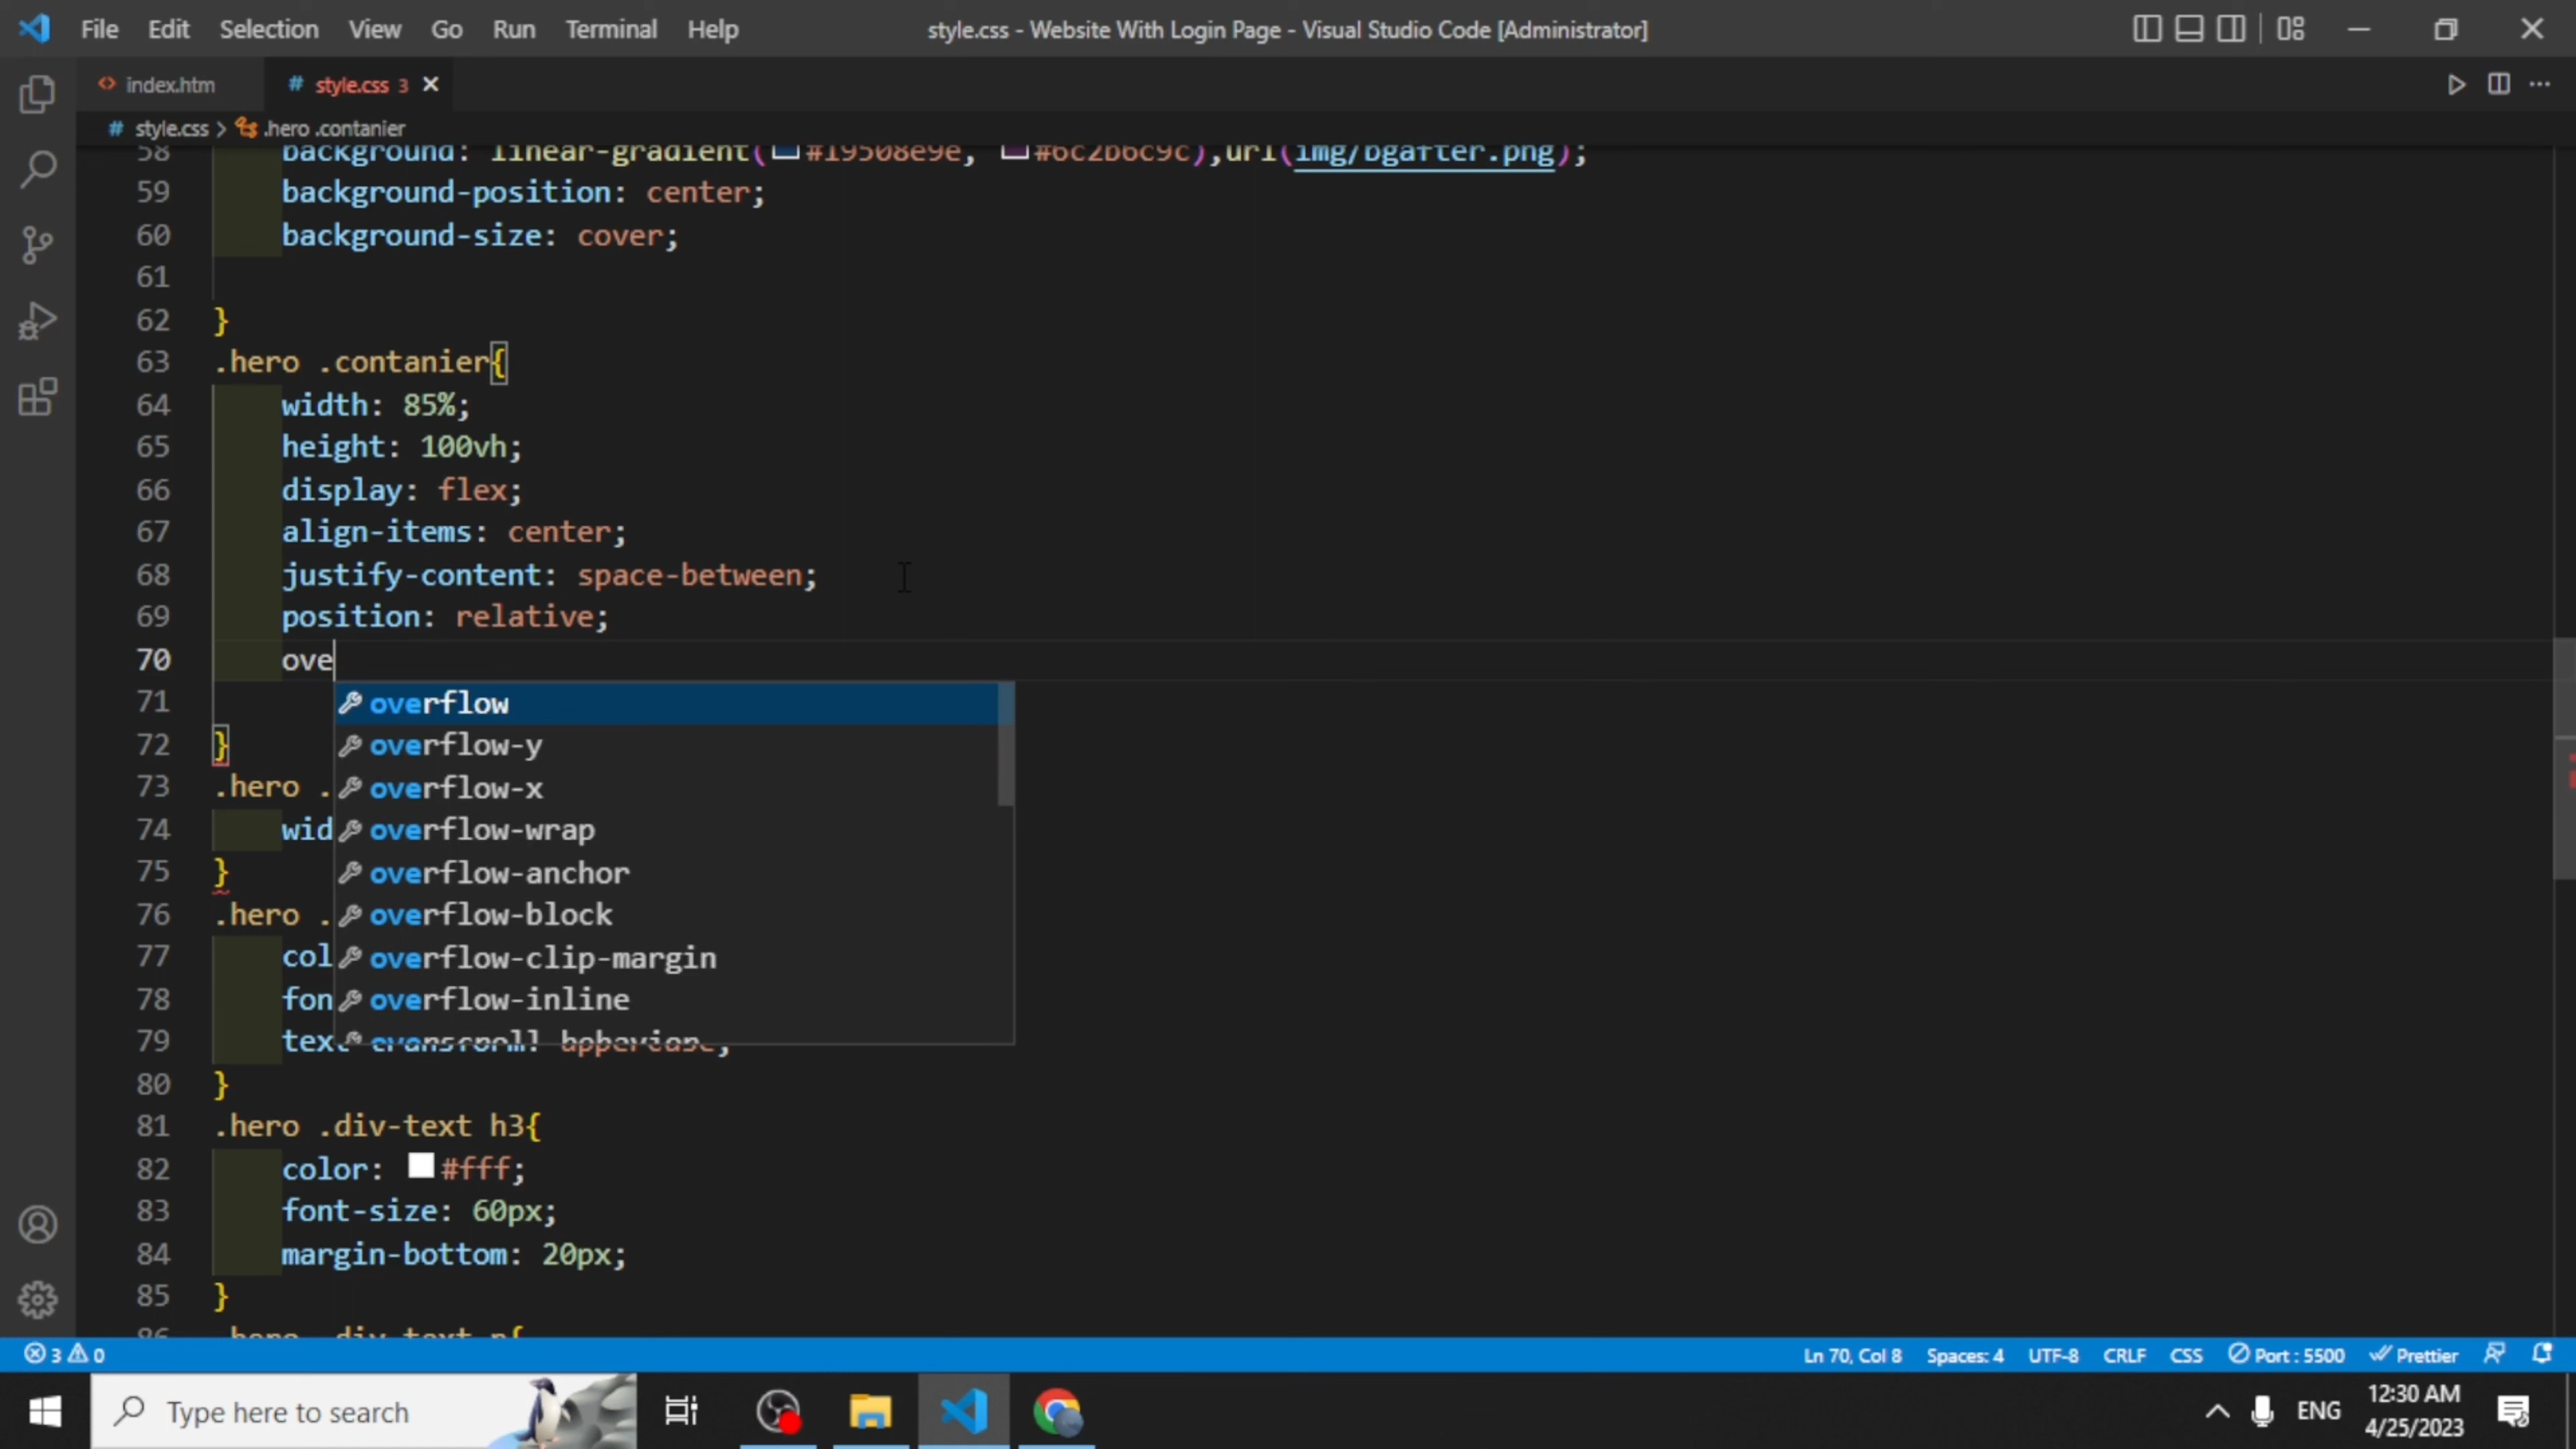 File Edit Selection View Go Run Terminal Help style.css - Website With Login Page - Visual Studio Code [Administrator]
index.htm # style.css 3
# style.css > .hero .contanier
58 background: linear-gradient(#19508e9e, #6c2b6c9c),url(img/bgafter.png);
59 background-position: center;
60 background-size: cover;
61
62 }
63 .hero .contanier{
64 width: 85%;
65 height: 100vh;
66 display: flex;
67 align-items: center;
68 justify-content: space-between;
69 position: relative;
70 ove
overflow
71
overflow-y
72 }
overflow-x
73 .hero .
overflow-wrap
74 wid
overflow-anchor
75 }
overflow-block
76 .hero .
overflow-clip-margin
77 col
overflow-inline
78 fon
79 text
80 }
81 .hero .div-text h3{
82 color: #fff;
83 font-size: 60px;
84 margin-bottom: 20px;
85 }
86 .hero .div-text p{
3 0 Ln 70, Col 8 Spaces: 4 UTF-8 CRLF CSS Port : 5500 Prettier
Type here to search ENG 12:30 AM
4/25/2023